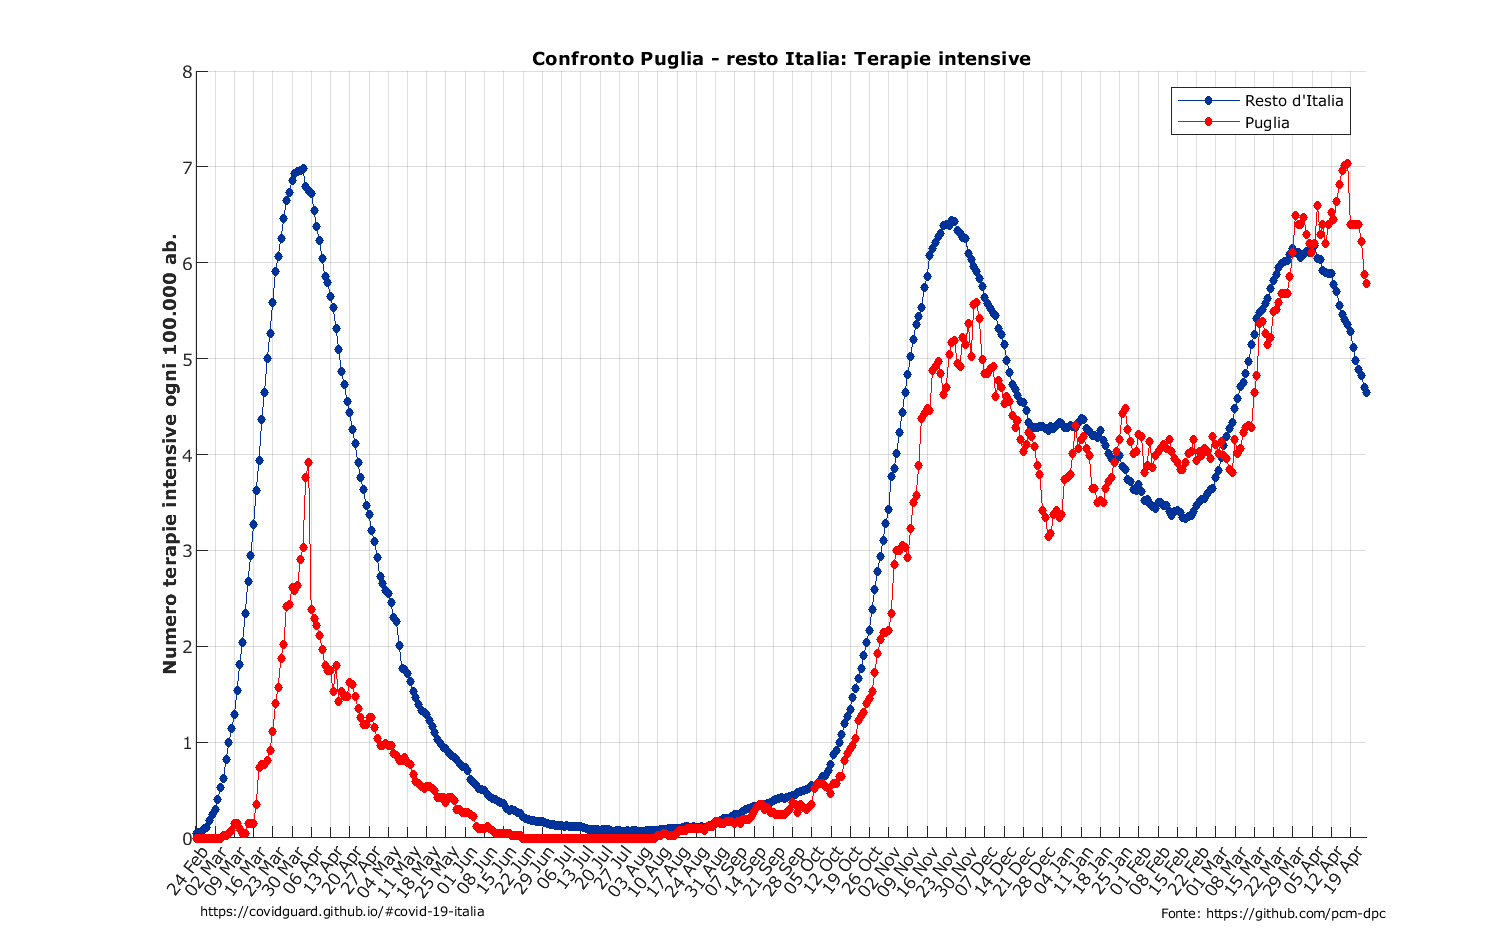 Confronto Puglia - resto Italia: Terapie intensive
Resto d'Italia
Puglia
Numero terapie intensive ogni 100.000 ab.
8
7
6
5
4
3
2
1
0
24 Feb
02 Mar
09 Mar
16 Mar
23 Mar
30 Mar
06 Apr
13 Apr
20 Apr
27 Apr
04 May
11 May
18 May
25 May
01 Jun
08 Jun
15 Jun
22 Jun
29 Jun
06 Jul
13 Jul
20 Jul
27 Jul
03 Aug
10 Aug
17 Aug
24 Aug
31 Aug
07 Sep
14 Sep
21 Sep
28 Sep
05 Oct
12 Oct
19 Oct
26 Oct
02 Nov
09 Nov
16 Nov
23 Nov
30 Nov
07 Dec
14 Dec
21 Dec
28 Dec
04 Jan
11 Jan
18 Jan
25 Jan
01 Feb
08 Feb
15 Feb
22 Feb
01 Mar
08 Mar
15 Mar
22 Mar
29 Mar
05 Apr
12 Apr
19 Apr
https://covidguard.github.io/#covid-19-italia
Fonte: https://github.com/pcm-dpc